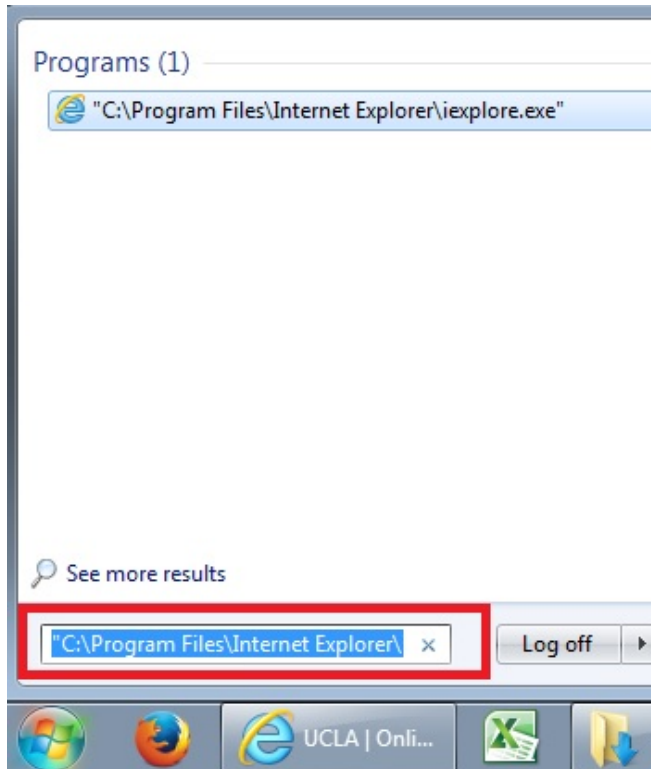 Programs (1)
"C:\Program Files\Internet Explorer\iexplore.exe"
See more results
"C:\Program Files\Internet Explorer\
Log off
UCLA | Onli...